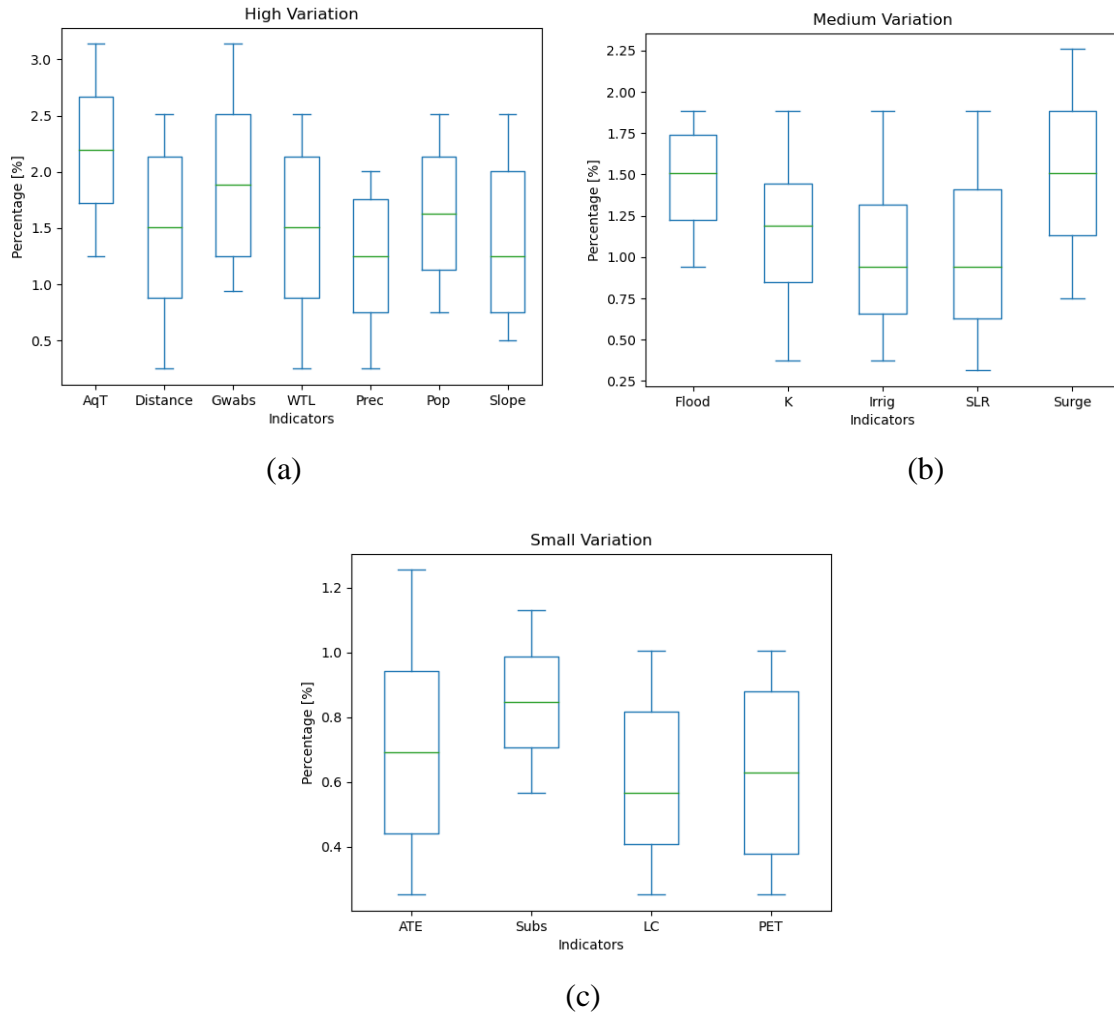 High Variation
Percentage [%]
3.0
2.5
2.0
1.5
1.0
0.5
AqT Distance Gwabs WTL Prec Pop Slope
Indicators
(a)
Medium Variation
Percentage [%]
2.25
2.00
1.75
1.50
1.25
1.00
0.75
0.50
0.25
Flood K Irrig SLR Surge
Indicators
(b)
Small Variation
Percentage [%]
1.2
1.0
0.8
0.6
0.4
ATE Subs LC PET
Indicators
(c)